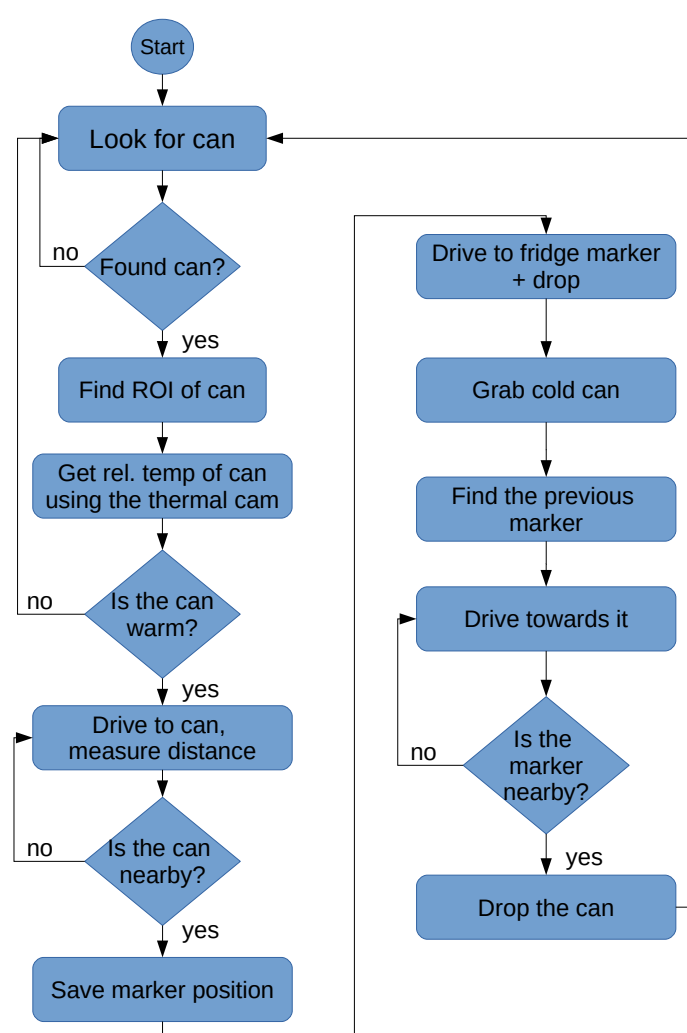 Start
Look for can
no
Found can?
yes
Find ROI of can
Get rel. temp of can
using the thermal cam
no
Is the can
warm?
yes
Drive to can,
measure distance
no
Is the can
nearby?
yes
Save marker position
Drive to fridge marker
+ drop
Grab cold can
Find the previous
marker
Drive towards it
no
Is the
marker
nearby?
yes
Drop the can